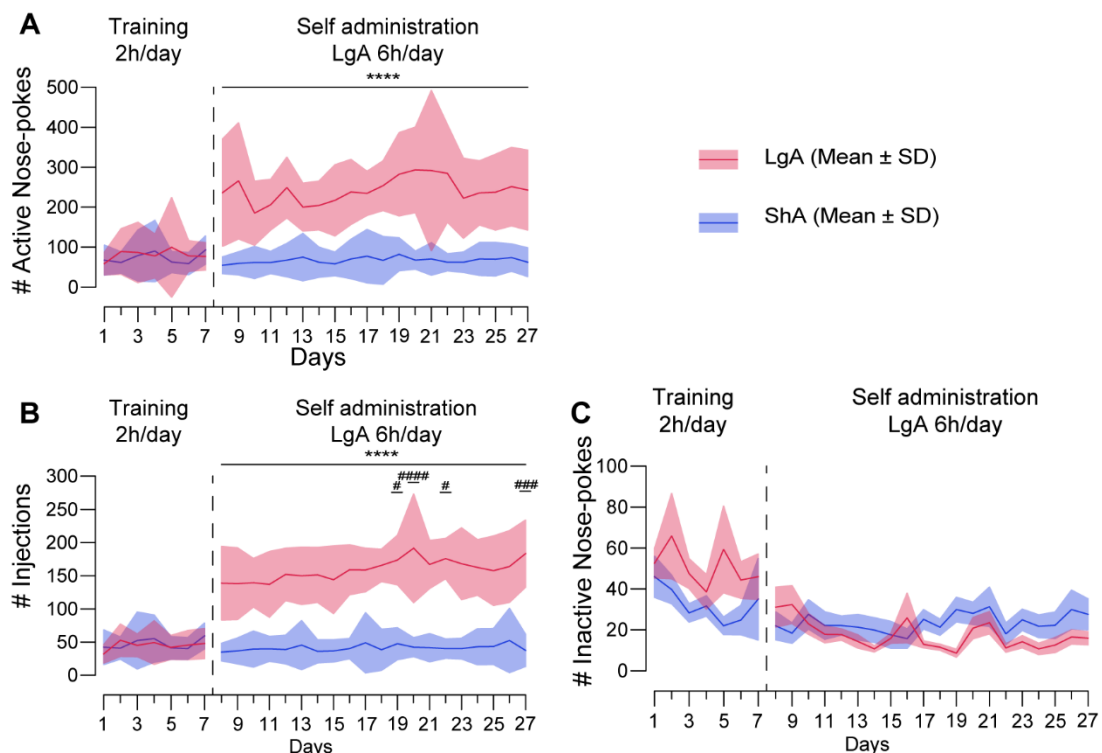 A
Training
2h/day
Self administration
LgA 6h/day
****
# Active Nose-pokes
500
400
300
200
100
0
1 3 5 7 9 11 13 15 17 19 21 23 25 27
Days
LgA (Mean ± SD)
ShA (Mean ± SD)
B
Training
2h/day
Self administration
LgA 6h/day
****
# #### # ###
# Injections
300
250
200
150
100
50
0
1 3 5 7 9 11 13 15 17 19 21 23 25 27
Days
C
Training
2h/day
Self administration
LgA 6h/day
# Inactive Nose-pokes
100
80
60
40
20
0
1 3 5 7 9 11 13 15 17 19 21 23 25 27
Days